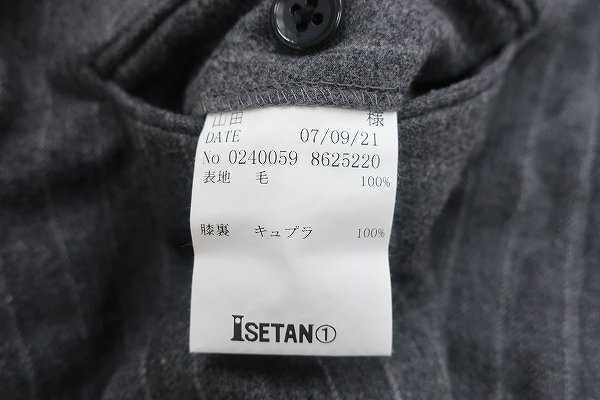 山田 様
DATE 07/09/21
No 0240059 8625220
表地 毛 100%
膝裏 キュプラ 100%
ISETAN①